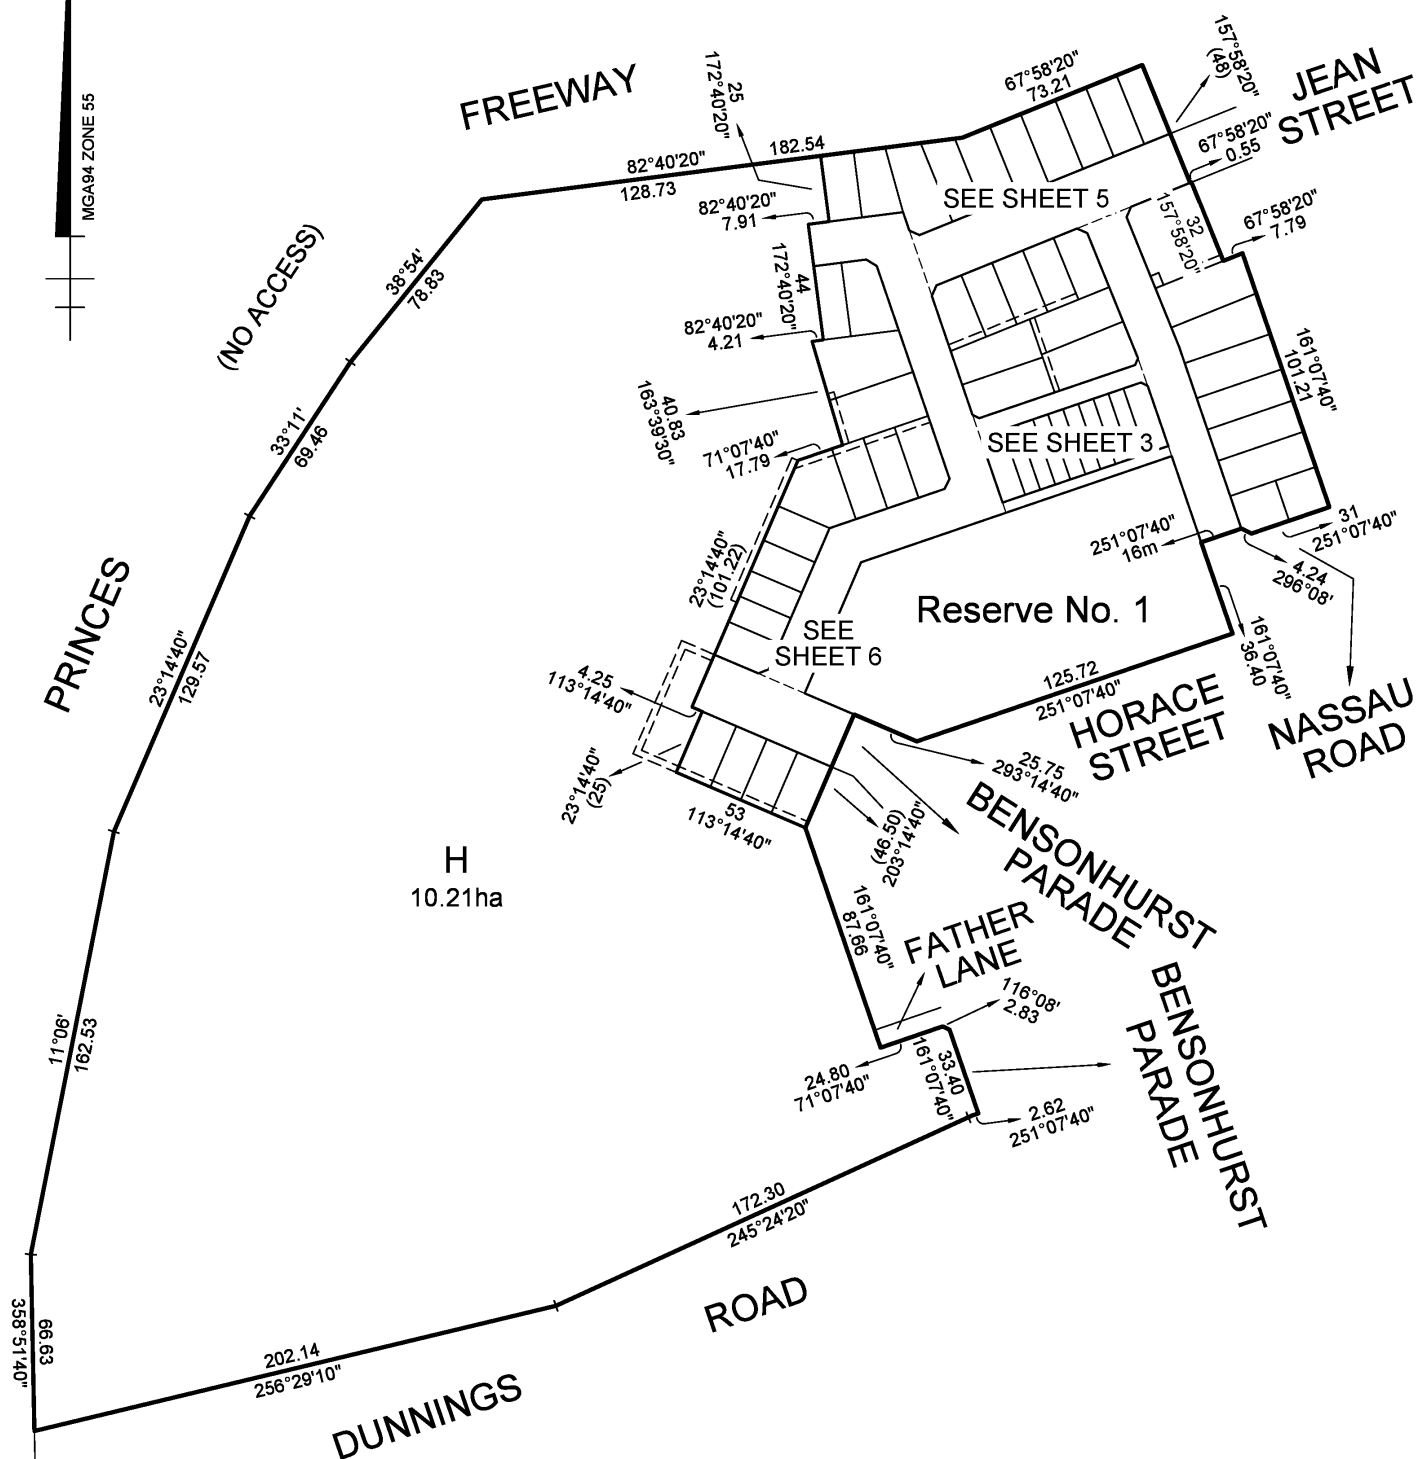 MGA94 ZONE 55
FREEWAY
25
172°40'20"
67°58'20"
73.21
157°58'20"
(48)
JEAN
STREET
67°58'20"
0.55
82°40'20"
128.73
182.54
82°40'20"
7.91
SEE SHEET 5
32
157°58'20"
67°58'20"
7.79
(NO ACCESS)
38°54'
78.83
44
172°40'20"
82°40'20"
4.21
161°07'40"
101.21
40.83
163°39'30"
33°11'
69.46
71°07'40"
17.79
SEE SHEET 3
31
251°07'40"
251°07'40"
16m
4.24
296°08'
23°14'40"
(101.22)
Reserve No. 1
SEE
SHEET 6
161°07'40"
36.40
PRINCES
23°14'40"
129.57
4.25
113°14'40"
125.72
251°07'40"
HORACE
STREET
NASSAU
ROAD
23°14'40"
(25)
53
113°14'40"
25.75
293°14'40"
(46.50)
203°14'40"
BENSONHURST
PARADE
H
10.21ha
161°07'40"
87.66
FATHER
LANE
116°08'
2.83
BENSONHURST
PARADE
11°06'
162.53
24.80
71°07'40"
33.40
161°07'40"
2.62
251°07'40"
172.30
245°24'20"
358°51'40"
66.63
202.14
256°29'10"
ROAD
DUNNINGS